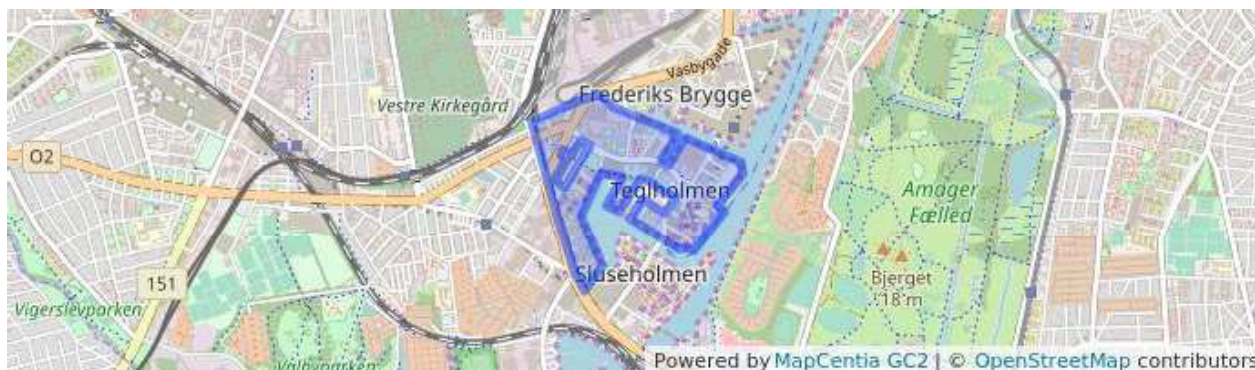 Vasbygade
Frederiks Brygge
Vestre Kirkegård
O2
Teglholmen
Amager
Fælled
Sluseholmen
Bjerget
18 m
151
Vigerslevparken
Valbyparken
Powered by MapCentia GC2 | © OpenStreetMap contributors